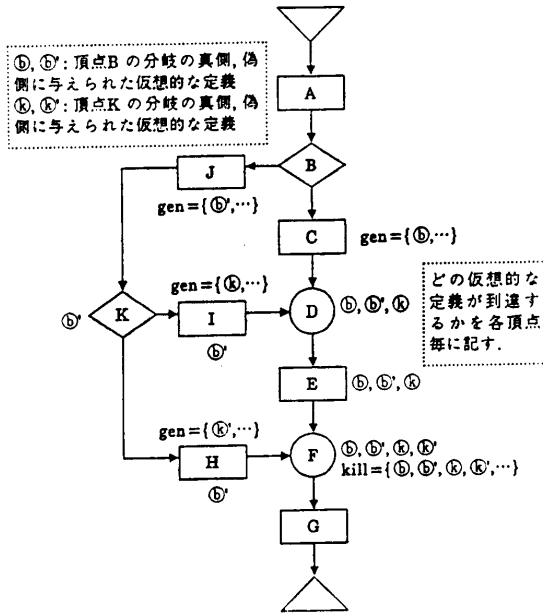 ⓑ, ⓑ': 頂点B の分岐の真側, 偽
側に与えられた仮想的な定義
ⓚ, ⓚ': 頂点K の分岐の真側, 偽
側に与えられた仮想的な定義
A
B
J
gen={ⓑ',…}
C
gen={ⓑ,…}
gen={ⓚ,…}
K
ⓑ'
I
ⓑ'
D
ⓑ, ⓑ', ⓚ
どの仮想的な
定義が到達す
るかを各頂点
毎に記す.
E
ⓑ, ⓑ', ⓚ
gen={ⓚ',…}
H
ⓑ'
F
ⓑ, ⓑ', ⓚ, ⓚ'
kill={ⓑ, ⓑ', ⓚ, ⓚ',…}
G